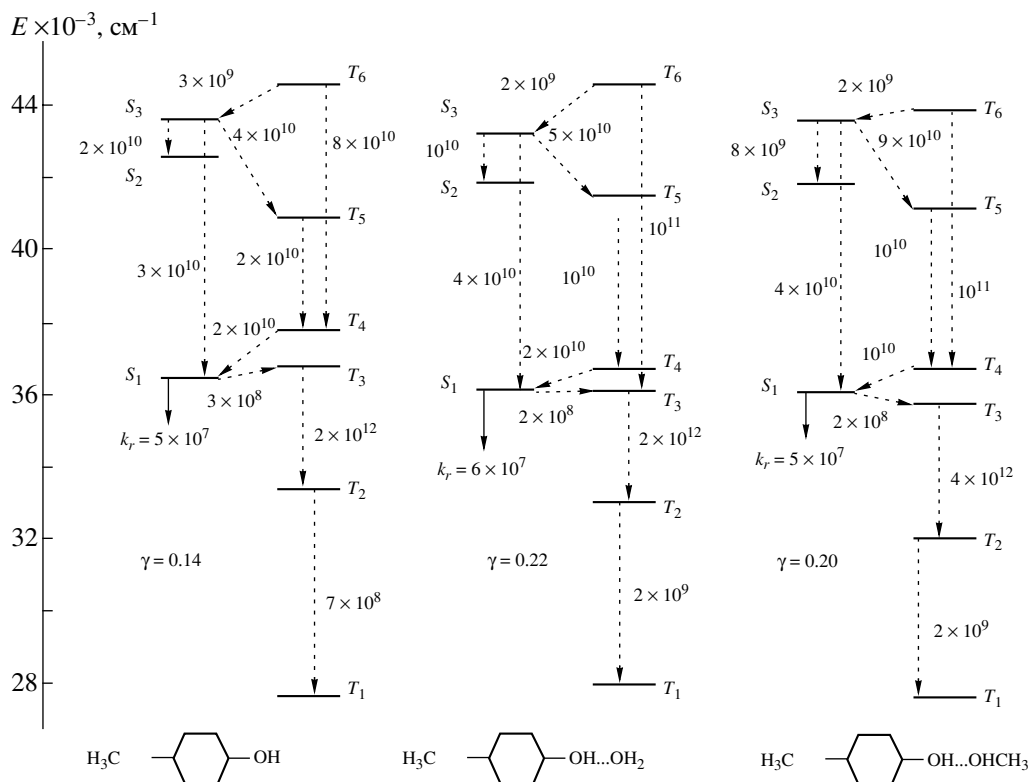 E ×10⁻³, см⁻¹
44
40
36
32
28
T₆
3 × 10⁹
S₃
4 × 10¹⁰
8 × 10¹⁰
2 × 10¹⁰
S₂
T₅
2 × 10¹⁰
3 × 10¹⁰
T₄
2 × 10¹⁰
S₁
T₃
3 × 10⁸
kᵣ = 5 × 10⁷
2 × 10¹²
T₂
γ = 0.14
7 × 10⁸
T₁
H₃C
OH
T₆
2 × 10⁹
S₃
5 × 10¹⁰
10¹⁰
S₂
T₅
10¹¹
4 × 10¹⁰
10¹⁰
2 × 10¹⁰
T₄
S₁
T₃
2 × 10⁸
2 × 10¹²
kᵣ = 6 × 10⁷
T₂
γ = 0.22
2 × 10⁹
T₁
H₃C
OH...OH₂
2 × 10⁹
T₆
S₃
9 × 10¹⁰
8 × 10⁹
S₂
T₅
10¹⁰
4 × 10¹⁰
10¹¹
10¹⁰
T₄
S₁
T₃
2 × 10⁸
kᵣ = 5 × 10⁷
4 × 10¹²
T₂
γ = 0.20
2 × 10⁹
T₁
H₃C
OH...OHCH₃